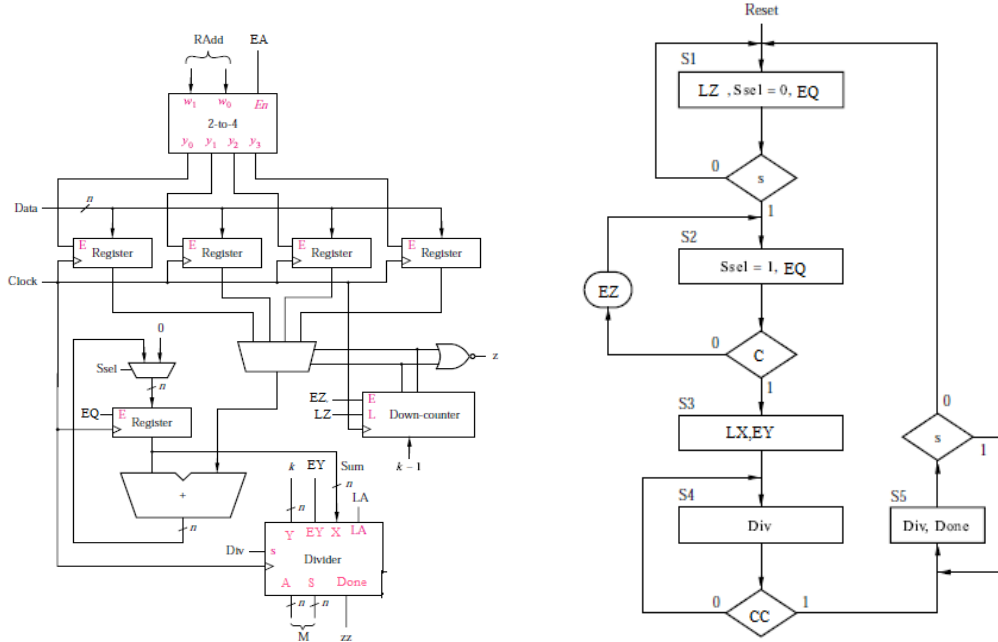 RAdd EA
w1 w0 En
2-to-4
y0 y1 y2 y3
Data n
E Register E Register E Register E Register
Clock
0
Ssel
n
z
EZ E
LZ L Down-counter
EQ E Register
k – 1
k EY Sum
n n
LA
+
n
Y EY X LA
Div s Divider
A S Done
n n
M zz
Reset
S1
LZ , Ssel = 0, EQ
0 s
1
S2
Ssel = 1, EQ
EZ
0 C
1
S3
LX,EY
0
s
1
S4
Div
S5
Div, Done
0 CC 1